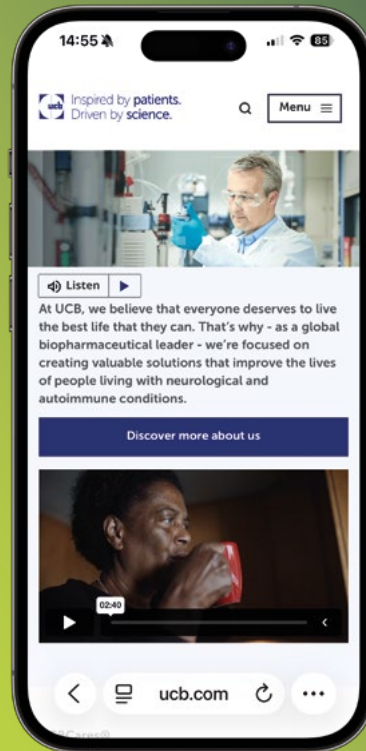 14:55
85
ucb
Inspired by patients.
Driven by science.
Menu
Listen
At UCB, we believe that everyone deserves to live
the best life that they can. That’s why - as a global
biopharmaceutical leader - we’re focused on
creating valuable solutions that improve the lives
of people living with neurological and
autoimmune conditions.
Discover more about us
02:40
ucb.com